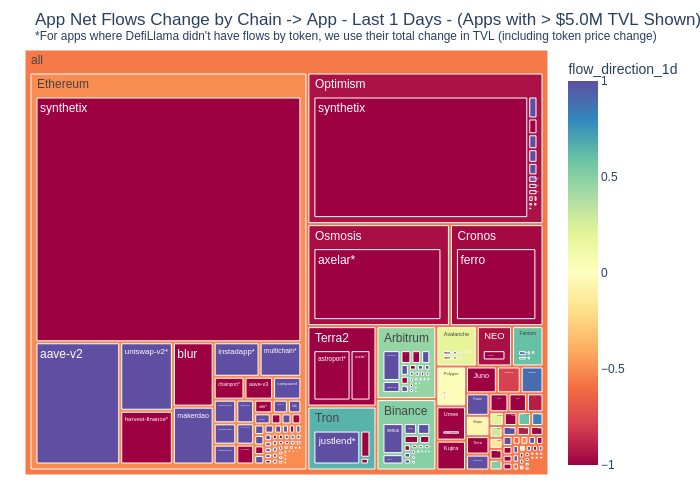 App Net Flows Change by Chain -> App - Last 1 Days - (Apps with > $5.0M TVL Shown)
*For apps where DefiLlama didn't have flows by token, we use their total change in TVL (including token price change)
all
flow_direction_1d
Ethereum
Optimism
synthetix
synthetix
1
0.5
0
−0.5
−1
Osmosis
Cronos
axelar*
ferro
Terra2
Arbitrum
Avalanche
NEO
Fantom
astroport*
aave-v2
uniswap-v2*
blur
instadapp*
multichain*
chainport*
aave-v3
compound
harvest-finance*
makerdao
Polygon
Juno
Tron
Binance
justlend*
venus
Umee
Kujira